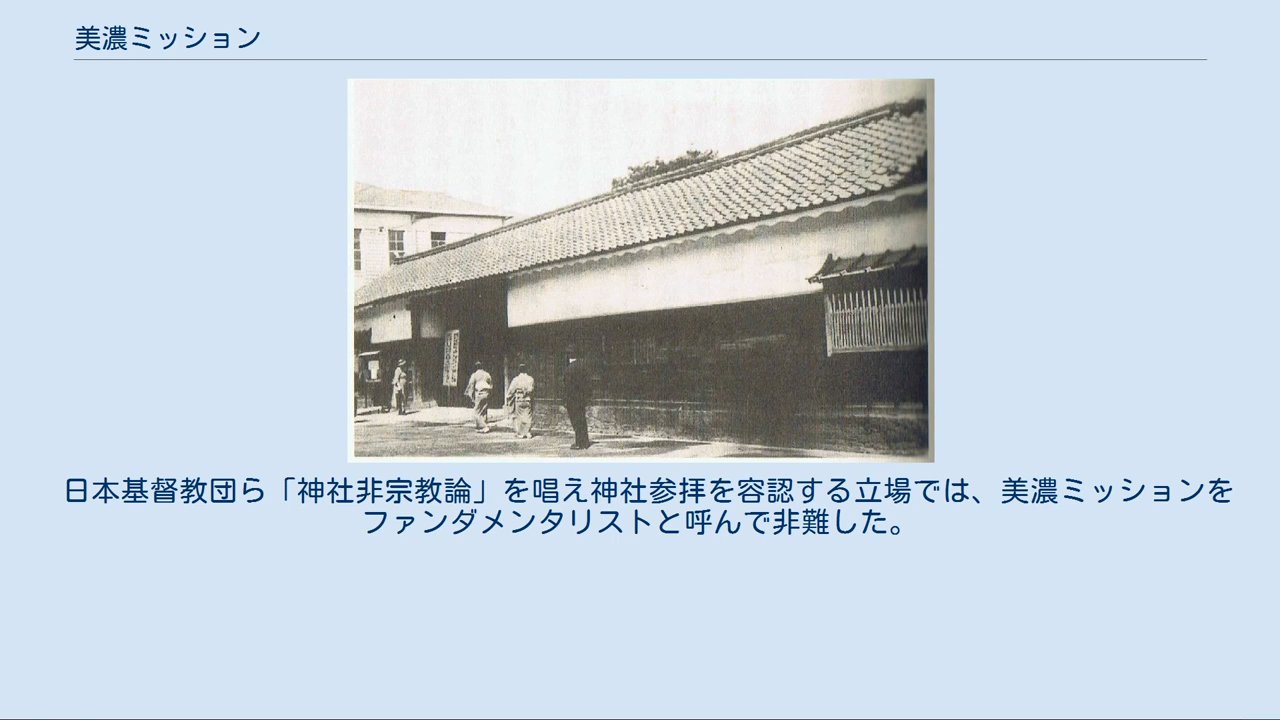 美濃ミッション
日本基督教団ら「神社非宗教論」を唱え神社参拝を容認する立場では、美濃ミッションを
ファンダメンタリストと呼んで非難した。